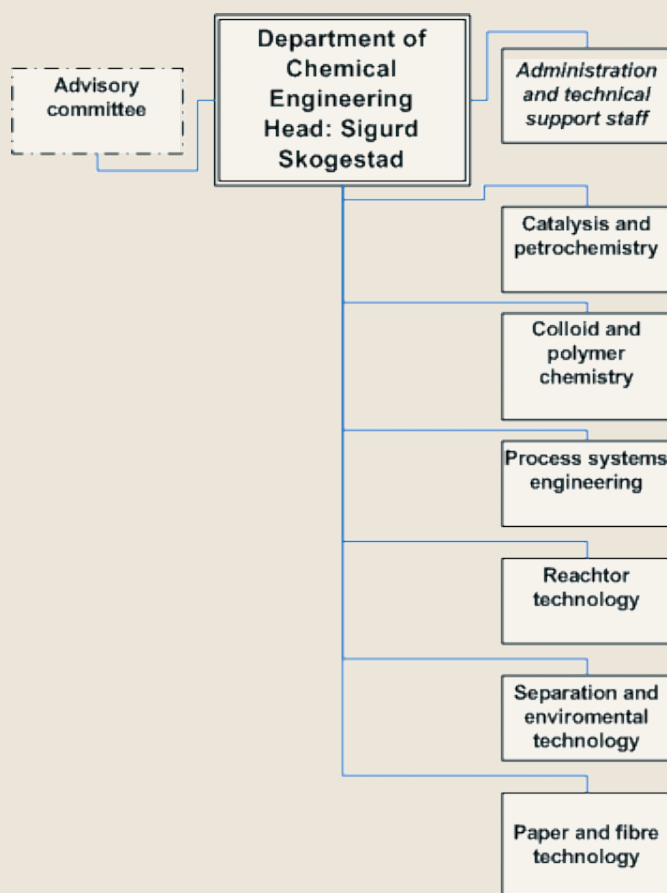 Department of
Chemical
Engineering
Head: Sigurd
Skogestad
Advisory
committee
Administration
and technical
support staff
Catalysis and
petrochemistry
Colloid and
polymer
chemistry
Process systems
engineering
Reachtor
technology
Separation and
enviromental
technology
Paper and fibre
technology